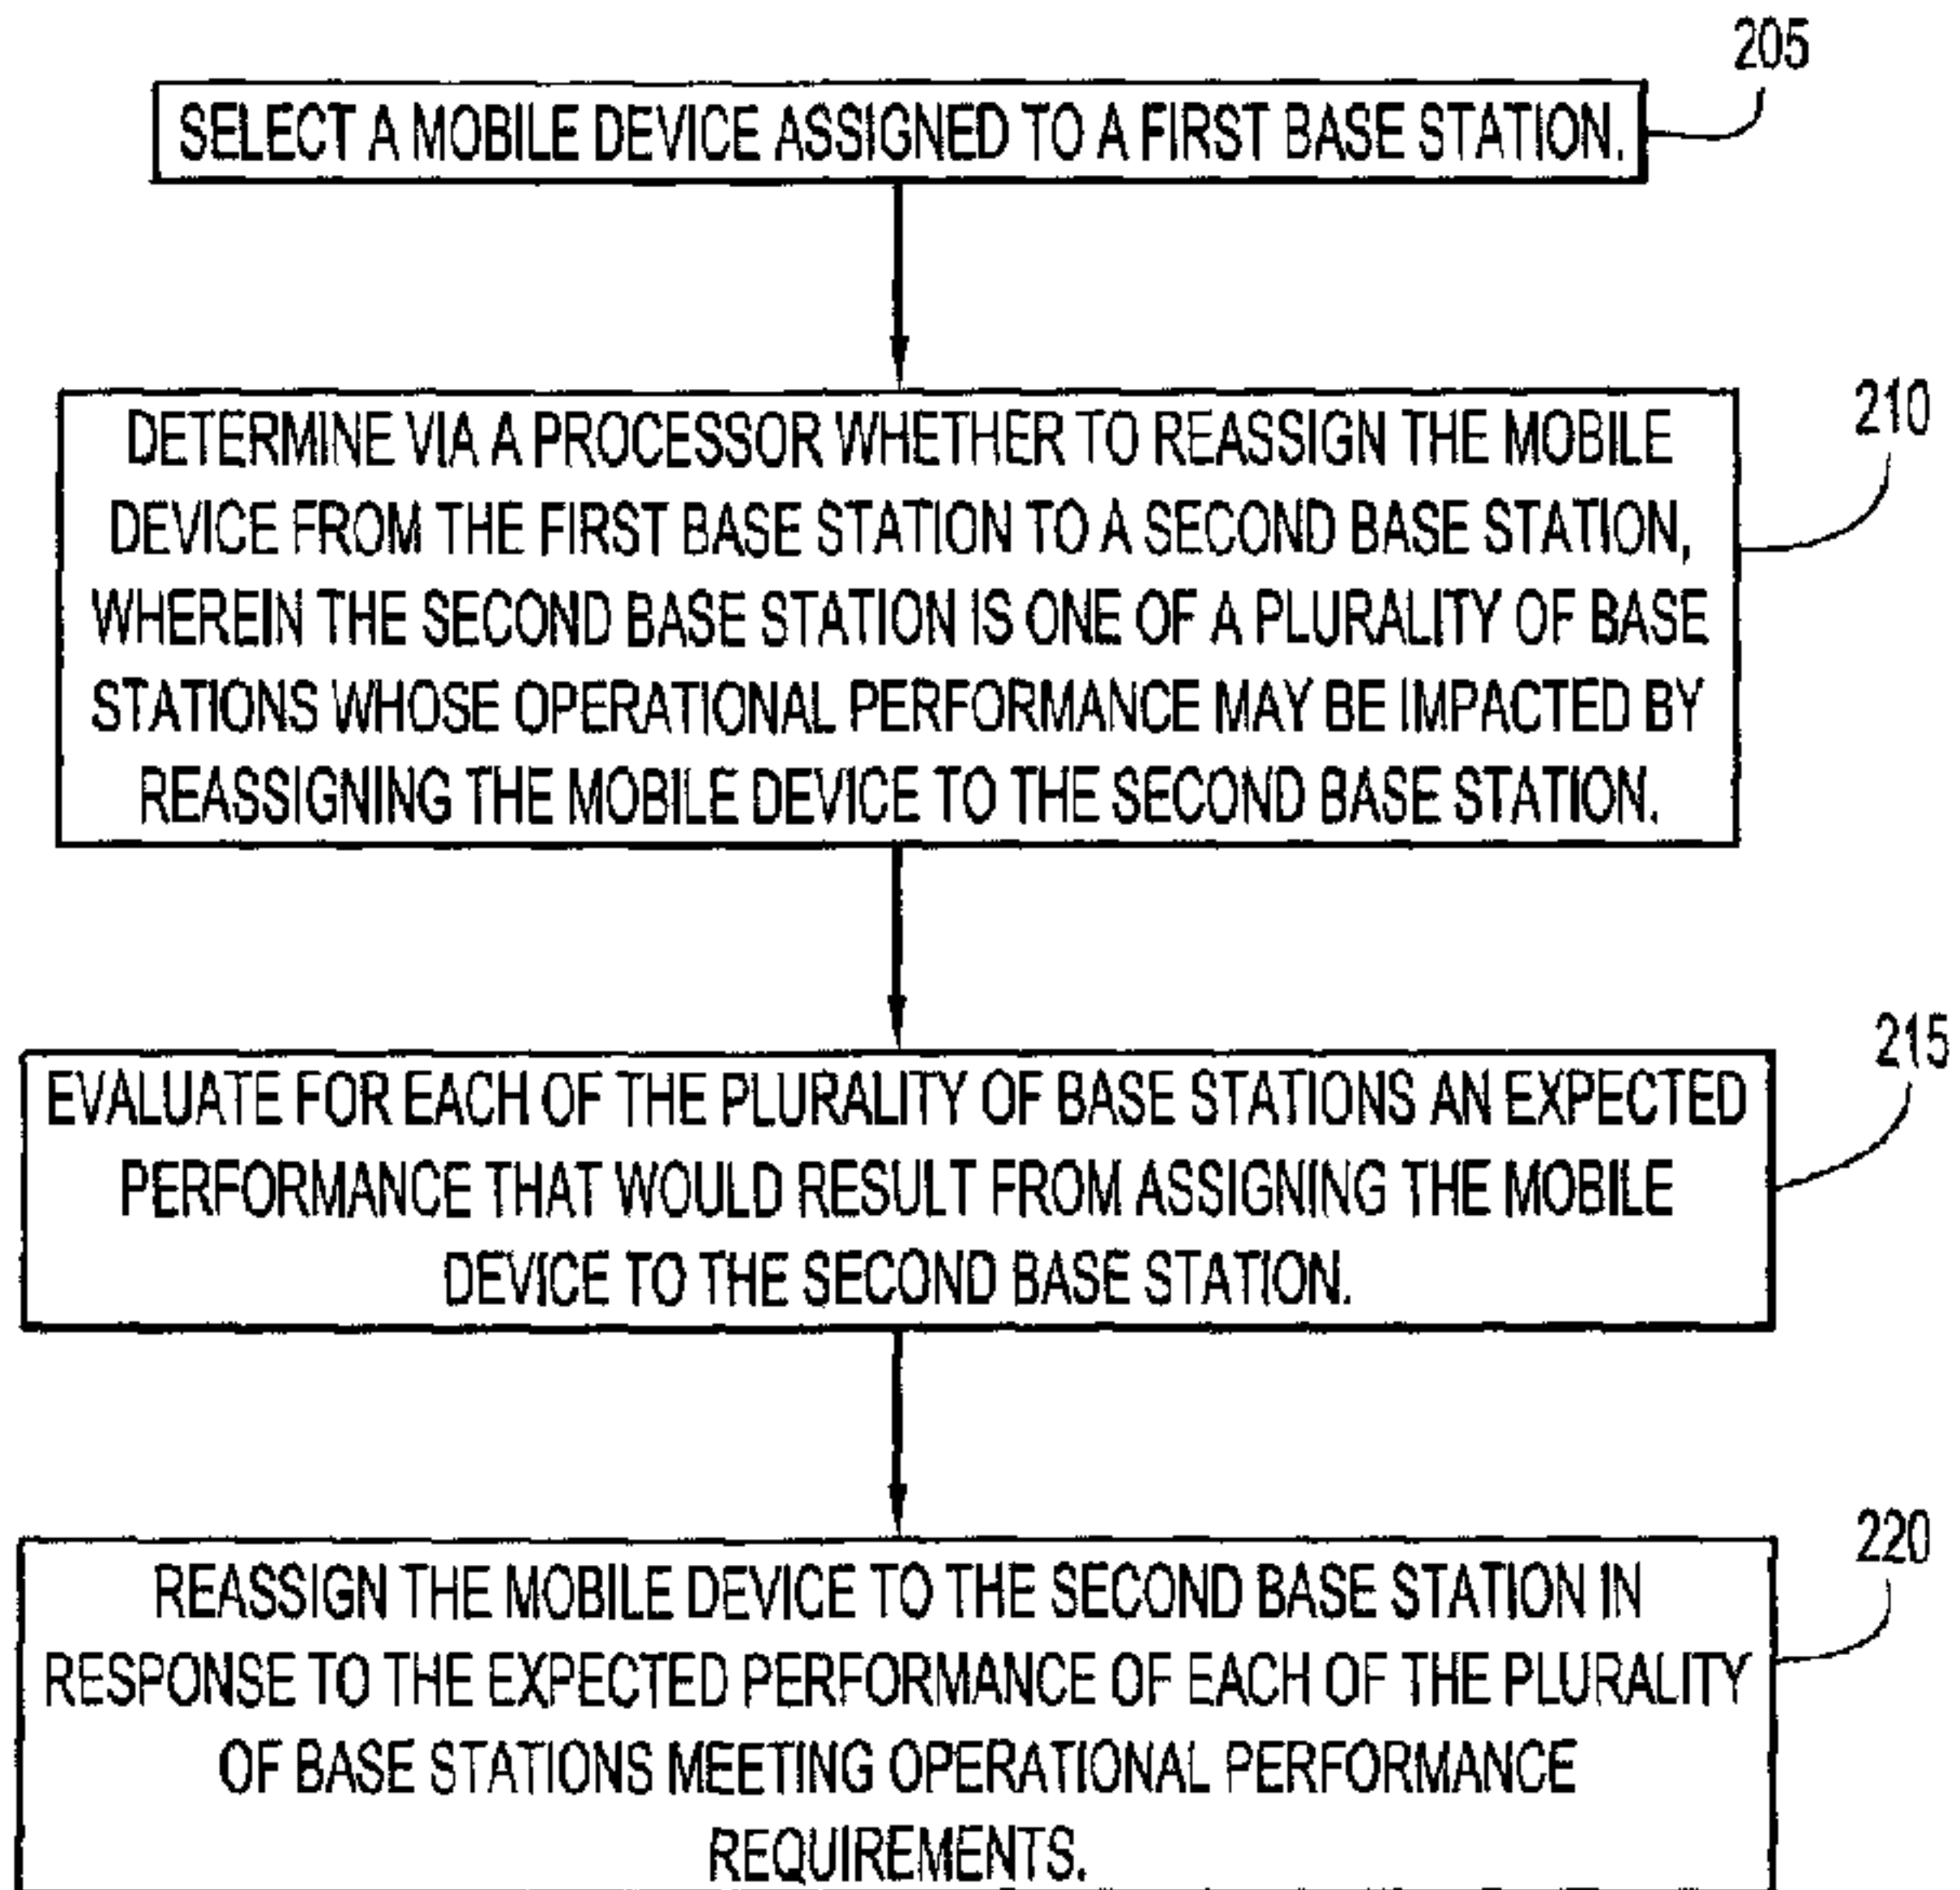 205
SELECT A MOBILE DEVICE ASSIGNED TO A FIRST BASE STATION.
210
DETERMINE VIA A PROCESSOR WHETHER TO REASSIGN THE MOBILE
DEVICE FROM THE FIRST BASE STATION TO A SECOND BASE STATION,
WHEREIN THE SECOND BASE STATION IS ONE OF A PLURALITY OF BASE
STATIONS WHOSE OPERATIONAL PERFORMANCE MAY BE IMPACTED BY
REASSIGNING THE MOBILE DEVICE TO THE SECOND BASE STATION.
215
EVALUATE FOR EACH OF THE PLURALITY OF BASE STATIONS AN EXPECTED
PERFORMANCE THAT WOULD RESULT FROM ASSIGNING THE MOBILE
DEVICE TO THE SECOND BASE STATION.
220
REASSIGN THE MOBILE DEVICE TO THE SECOND BASE STATION IN
RESPONSE TO THE EXPECTED PERFORMANCE OF EACH OF THE PLURALITY
OF BASE STATIONS MEETING OPERATIONAL PERFORMANCE
REQUIREMENTS.